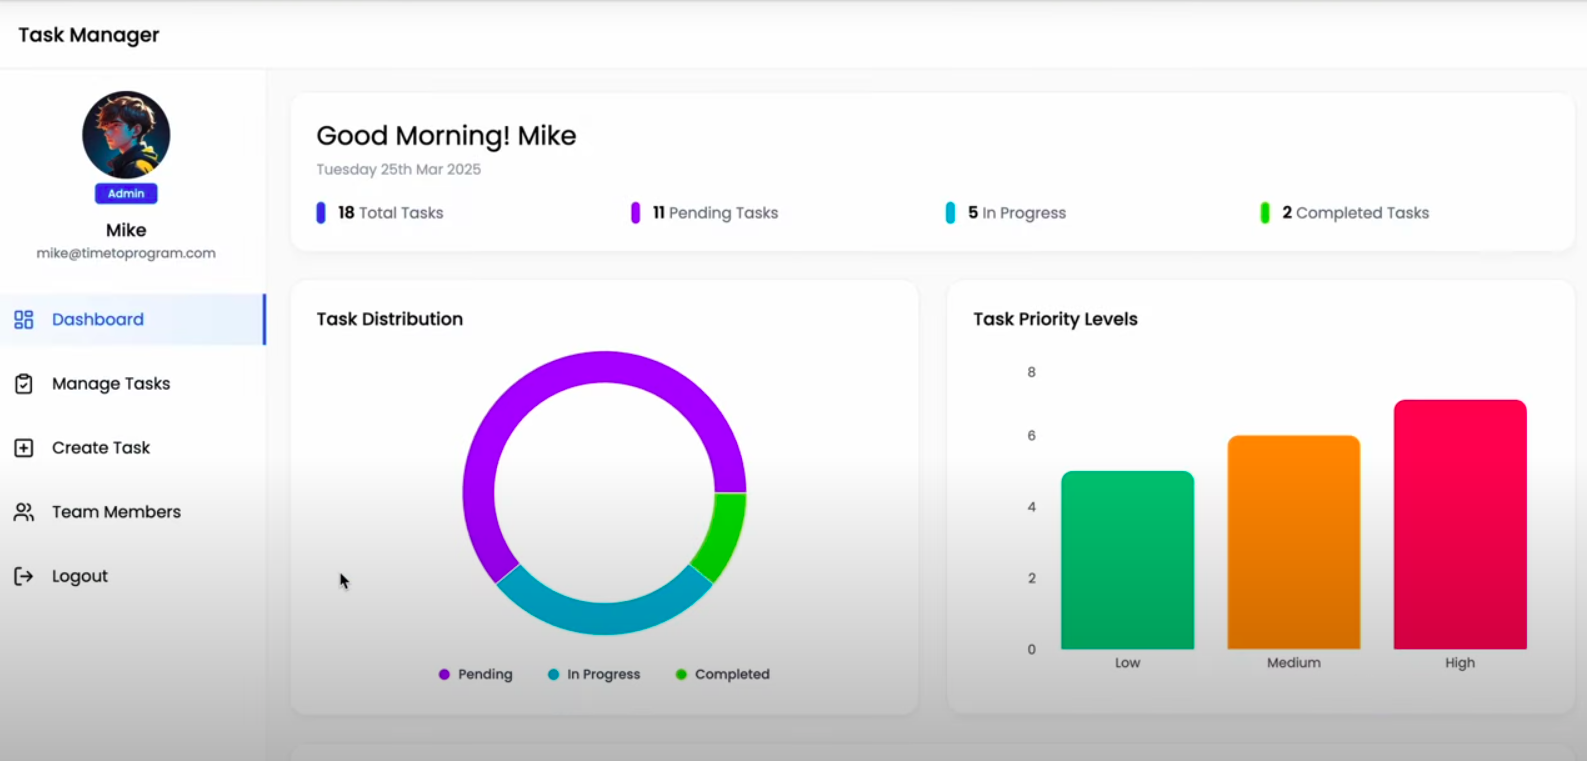 Task Manager
Admin
Mike
mike@timetoprogram.com
Dashboard
Manage Tasks
Create Task
Team Members
Logout
Good Morning! Mike
Tuesday 25th Mar 2025
18 Total Tasks
11 Pending Tasks
5 In Progress
2 Completed Tasks
Task Distribution
Pending
In Progress
Completed
Task Priority Levels
8
6
4
2
0
Low
Medium
High